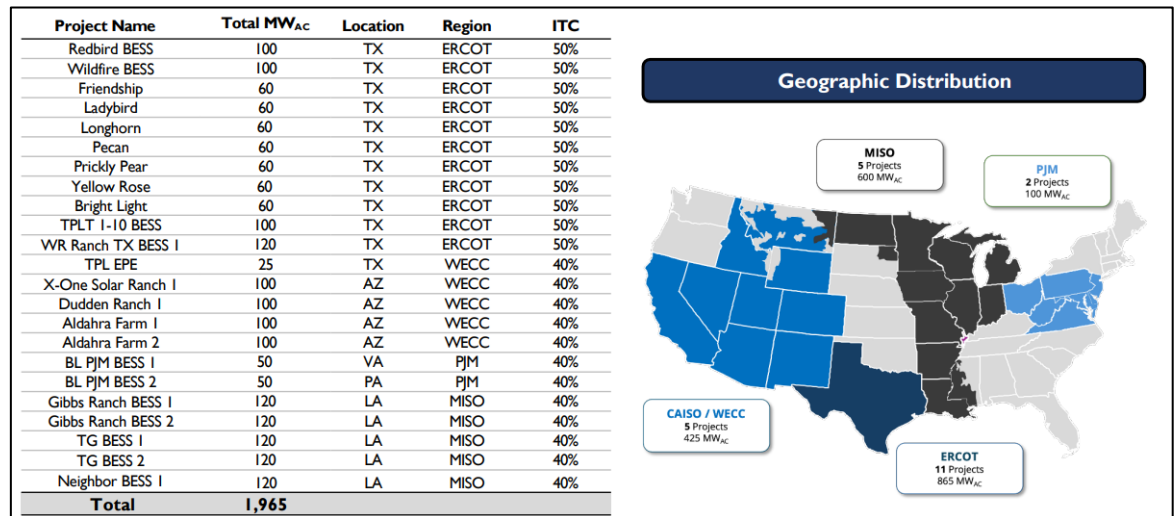 Project Name Total MWAC Location Region ITC
Redbird BESS 100 TX ERCOT 50%
Wildfire BESS 100 TX ERCOT 50%
Friendship 60 TX ERCOT 50%
Ladybird 60 TX ERCOT 50%
Longhorn 60 TX ERCOT 50%
Pecan 60 TX ERCOT 50%
Prickly Pear 60 TX ERCOT 50%
Yellow Rose 60 TX ERCOT 50%
Bright Light 60 TX ERCOT 50%
TPLT 1-10 BESS 100 TX ERCOT 50%
WR Ranch TX BESS 1 120 TX ERCOT 50%
TPL EPE 25 TX WECC 40%
X-One Solar Ranch 1 100 AZ WECC 40%
Dudden Ranch 1 100 AZ WECC 40%
Aldahra Farm 1 100 AZ WECC 40%
Aldahra Farm 2 100 AZ WECC 40%
BL PJM BESS 1 50 VA PJM 40%
BL PJM BESS 2 50 PA PJM 40%
Gibbs Ranch BESS 1 120 LA MISO 40%
Gibbs Ranch BESS 2 120 LA MISO 40%
TG BESS 1 120 LA MISO 40%
TG BESS 2 120 LA MISO 40%
Neighbor BESS 1 120 LA MISO 40%
Total 1,965
Geographic Distribution
MISO
5 Projects
600 MWAC
PJM
2 Projects
100 MWAC
CAISO / WECC
5 Projects
425 MWAC
ERCOT
11 Projects
865 MWAC